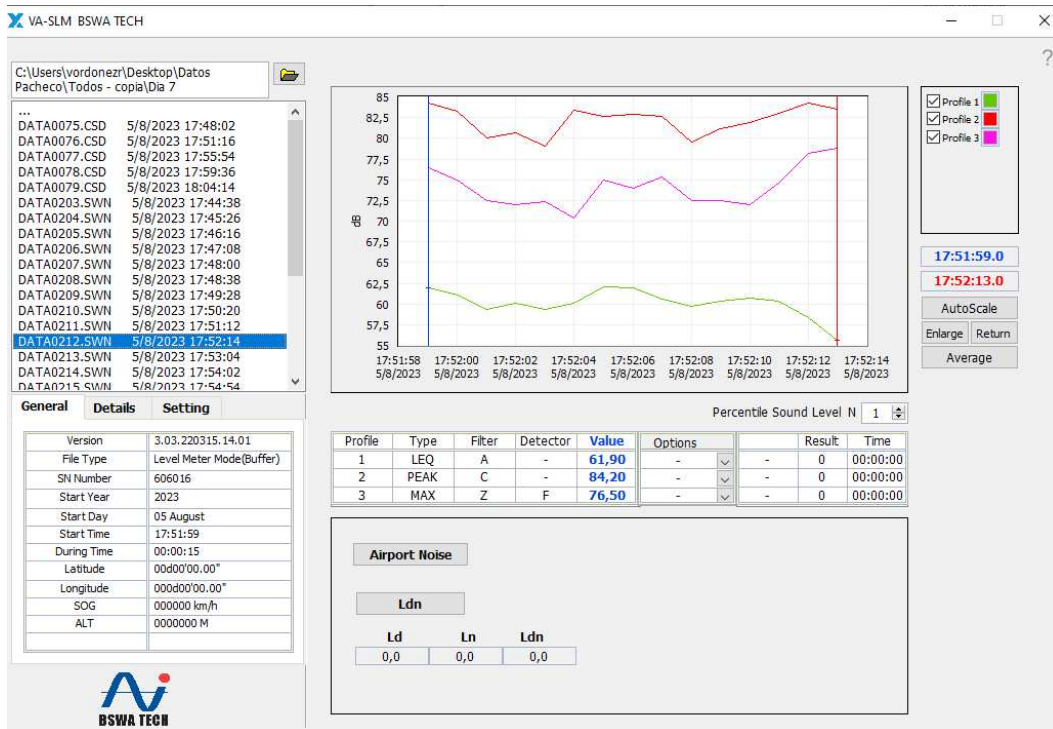 VA-SLM BSWA TECH
?
C:\Users\vordonezr\Desktop\Datos
Pacheco\Todos - copia\Dia 7
...
DATA0075.CSD 5/8/2023 17:48:02
DATA0076.CSD 5/8/2023 17:51:16
DATA0077.CSD 5/8/2023 17:55:54
DATA0078.CSD 5/8/2023 17:59:36
DATA0079.CSD 5/8/2023 18:04:14
DATA0203.SWN 5/8/2023 17:44:38
DATA0204.SWN 5/8/2023 17:45:26
DATA0205.SWN 5/8/2023 17:46:16
DATA0206.SWN 5/8/2023 17:47:08
DATA0207.SWN 5/8/2023 17:48:00
DATA0208.SWN 5/8/2023 17:48:38
DATA0209.SWN 5/8/2023 17:49:28
DATA0210.SWN 5/8/2023 17:50:20
DATA0211.SWN 5/8/2023 17:51:12
DATA0212.SWN 5/8/2023 17:52:14
DATA0213.SWN 5/8/2023 17:53:04
DATA0214.SWN 5/8/2023 17:54:02
DATA0215.SWN 5/8/2023 17:54:54
General Details Setting
Version 3.03.220315.14.01
File Type Level Meter Mode(Buffer)
SN Number 606016
Start Year 2023
Start Day 05 August
Start Time 17:51:59
During Time 00:00:15
Latitude 00d00'00.00"
Longitude 000d00'00.00"
SOG 000000 km/h
ALT 0000000 M
BSWA TECH
85
82,5
80
77,5
75
72,5
70
67,5
65
62,5
60
57,5
55
dB
17:51:58 17:52:00 17:52:02 17:52:04 17:52:06 17:52:08 17:52:10 17:52:12 17:52:14
5/8/2023 5/8/2023 5/8/2023 5/8/2023 5/8/2023 5/8/2023 5/8/2023 5/8/2023 5/8/2023
Profile 1
Profile 2
Profile 3
17:51:59.0
17:52:13.0
AutoScale
Enlarge Return
Average
Percentile Sound Level N 1
Profile Type Filter Detector Value Options Result Time
1 LEQ A - 61,90 - - 0 00:00:00
2 PEAK C - 84,20 - - 0 00:00:00
3 MAX Z F 76,50 - - 0 00:00:00
Airport Noise
Ldn
Ld Ln Ldn
0,0 0,0 0,0